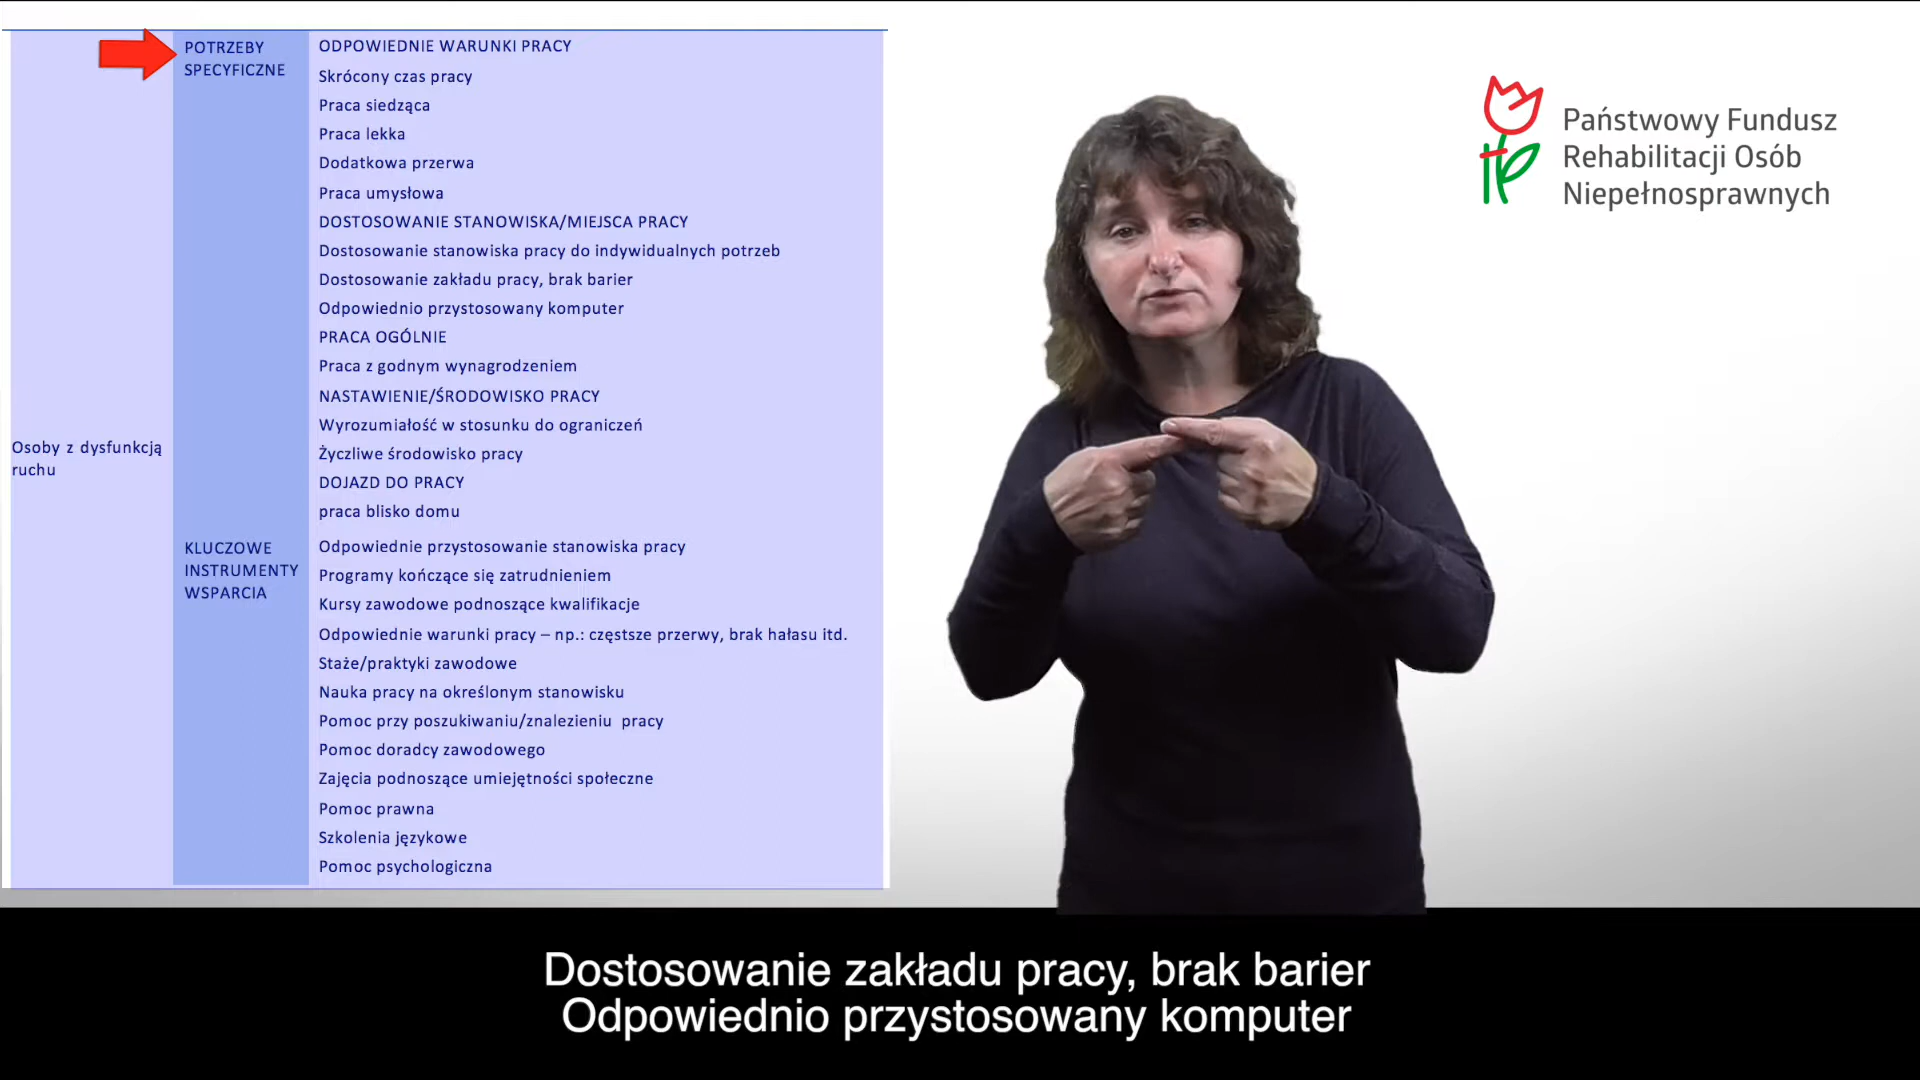 POTRZEBY
SPECYFICZNE
ODPOWIEDNIE WARUNKI PRACY
Skrócony czas pracy
Praca siedząca
Praca lekka
Dodatkowa przerwa
Praca umysłowa
DOSTOSOWANIE STANOWISKA/MIEJSCA PRACY
Dostosowanie stanowiska pracy do indywidualnych potrzeb
Dostosowanie zakładu pracy, brak barier
Odpowiednio przystosowany komputer
PRACA OGÓLNIE
Praca z godnym wynagrodzeniem
NASTAWIENIE/ŚRODOWISKO PRACY
Wyrozumiałość w stosunku do ograniczeń
Życzliwe środowisko pracy
DOJAZD DO PRACY
praca blisko domu
Osoby z dysfunkcją
ruchu
KLUCZOWE
INSTRUMENTY
WSPARCIA
Odpowiednie przystosowanie stanowiska pracy
Programy kończące się zatrudnieniem
Kursy zawodowe podnoszące kwalifikacje
Odpowiednie warunki pracy – np.: częstsze przerwy, brak hałasu itd.
Staże/praktyki zawodowe
Nauka pracy na określonym stanowisku
Pomoc przy poszukiwaniu/znalezieniu pracy
Pomoc doradcy zawodowego
Zajęcia podnoszące umiejętności społeczne
Pomoc prawna
Szkolenia językowe
Pomoc psychologiczna
Państwowy Fundusz
Rehabilitacji Osób
Niepełnosprawnych
Dostosowanie zakładu pracy, brak barier
Odpowiednio przystosowany komputer